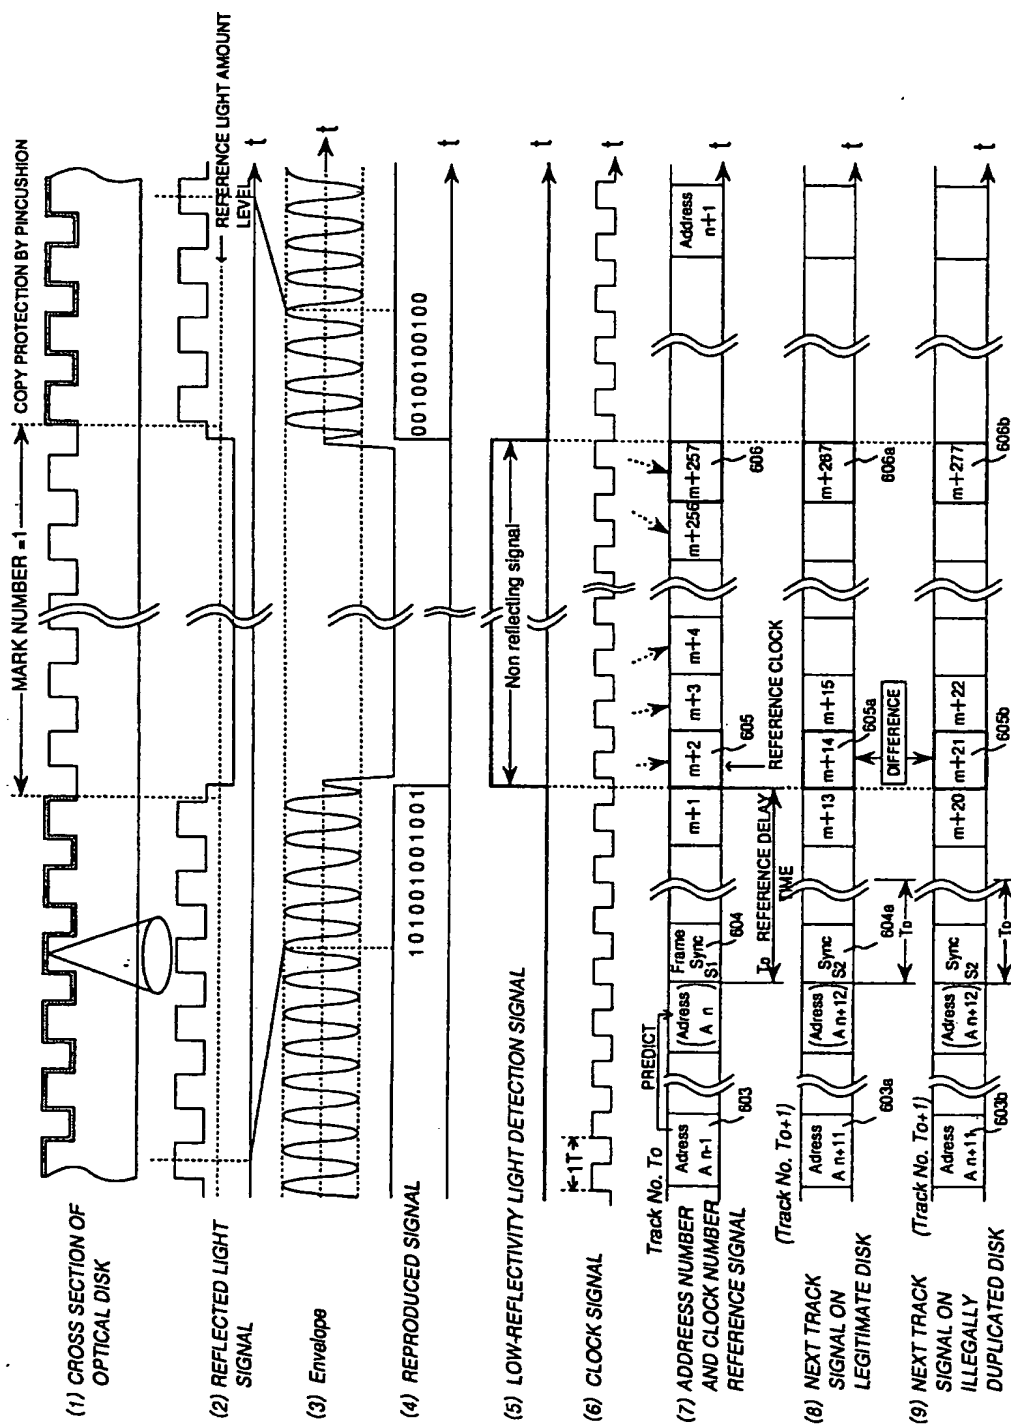 MARK NUMBER =1
COPY PROTECTION BY PINCUSHION
(1) CROSS SECTION OF
OPTICAL DISK
(2) REFLECTED LIGHT
SIGNAL
REFERENCE LIGHT AMOUNT
LEVEL
t
(3) Envelope
t
(4) REPRODUCED SIGNAL
101001001001
00100100100
t
(5) LOW-REFLECTIVITY LIGHT DETECTION SIGNAL
Non reflecting signal
t
(6) CLOCK SIGNAL
1T
t
Track No. To
PREDICT
(7) ADDREESS NUMBER
AND CLOCK NUMBER
REFERENCE SIGNAL
Adress
A n-1
603
(Adress
A n)
Frame
Sync
S1
604
m+1
m+2
605
m+3
m+4
m+256
m+257
606
Address
n+1
t
TD REFERENCE DELAY
TIME
REFERENCE CLOCK
(Track No. To+1)
(8) NEXT TRACK
SIGNAL ON
LEGITIMATE DISK
Adress
A n+11
603a
(Adress
A n+12)
Sync
S2
604a
m+13
m+14
605a
m+15
m+267
606a
t
TD
DIFFERENCE
(Track No. To+1)
(9) NEXT TRACK
SIGNAL ON
ILLEGALLY
DUPLICATED DISK
Adress
A n+11
603b
(Adress
A n+12)
Sync
S2
m+20
m+21
605b
m+22
m+277
606b
t
TD